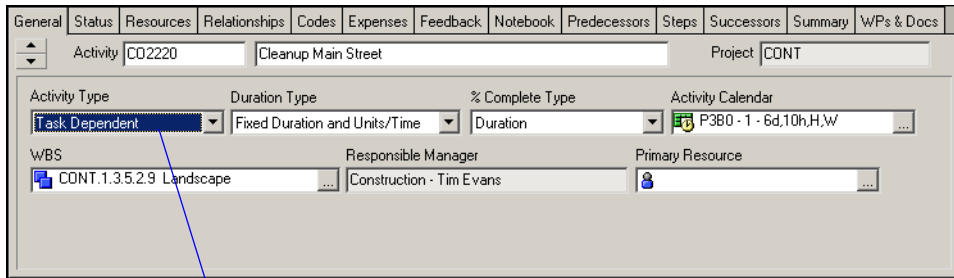 General Status Resources Relationships Codes Expenses Feedback Notebook Predecessors Steps Successors Summary WPs & Docs
Activity CO2220 Cleanup Main Street Project CONT
Activity Type Duration Type % Complete Type Activity Calendar
Task Dependent Fixed Duration and Units/Time Duration P3B0 - 1 - 6d,10h,H,W ...
WBS Responsible Manager Primary Resource
CONT.1.3.5.2.9 Landscape ... Construction - Tim Evans ...